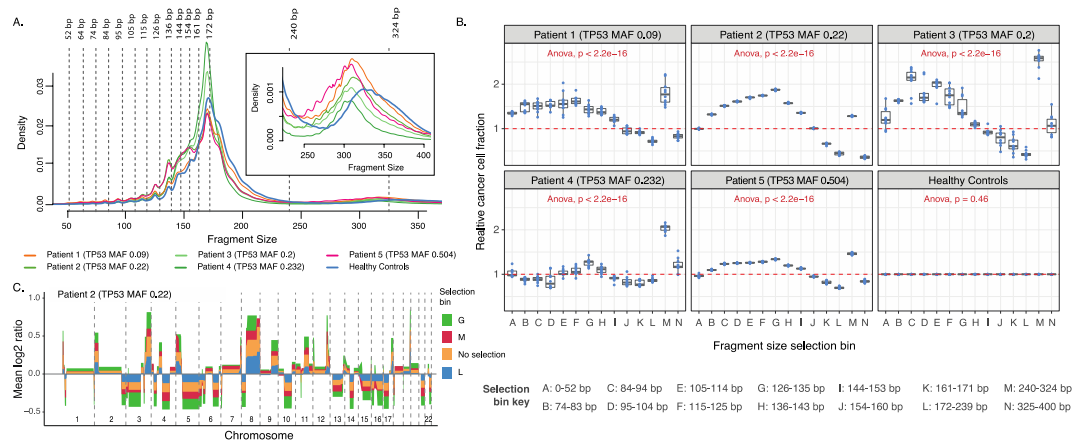 A.
52 bp
64 bp
74 bp
84 bp
95 bp
105 bp
115 bp
126 bp
136 bp
144 bp
154 bp
161 bp
172 bp
240 bp
324 bp
Density
0.00
0.01
0.02
0.03
50
100
150
200
250
300
350
Fragment Size
Density
0.000
0.001
250
300
350
400
Fragment Size
Patient 1 (TP53 MAF 0.09)
Patient 3 (TP53 MAF 0.2)
Patient 5 (TP53 MAF 0.504)
Patient 2 (TP53 MAF 0.22)
Patient 4 (TP53 MAF 0.232)
Healthy Controls
B.
Realtive cancer cell fraction
Patient 1 (TP53 MAF 0.09)
Patient 2 (TP53 MAF 0.22)
Patient 3 (TP53 MAF 0.2)
Anova, p < 2.2e−16
Anova, p < 2.2e−16
Anova, p < 2.2e−16
2
1
Patient 4 (TP53 MAF 0.232)
Patient 5 (TP53 MAF 0.504)
Healthy Controls
Anova, p < 2.2e−16
Anova, p < 2.2e−16
Anova, p = 0.46
2
1
A B C D E F G H I J K L M N
A B C D E F G H I J K L M N
A B C D E F G H I J K L M N
Fragment size selection bin
Selection bin key
A: 0-52 bp C: 84-94 bp E: 105-114 bp G: 126-135 bp I: 144-153 bp K: 161-171 bp M: 240-324 bp
B: 74-83 bp D: 95-104 bp F: 115-125 bp H: 136-143 bp J: 154-160 bp L: 172-239 bp N: 325-400 bp
C.
Patient 2 (TP53 MAF 0.22)
Mean log2 ratio
1.0
0.5
0.0
−0.5
1 2 3 4 5 6 7 8 9 10 11 12 13 14 15 16 17 22
Chromosome
Selection bin
G
M
No selection
L